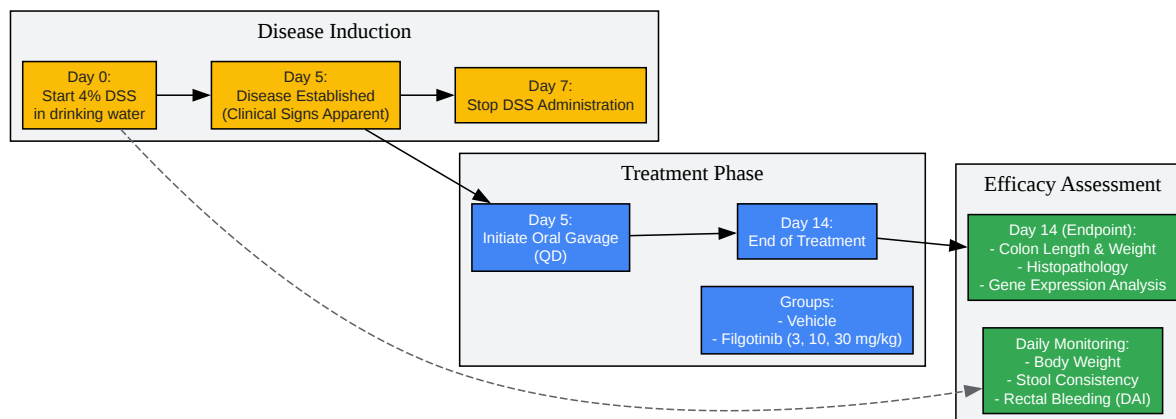 Disease Induction
Day 0:
Start 4% DSS
in drinking water
Day 5:
Disease Established
(Clinical Signs Apparent)
Day 7:
Stop DSS Administration
Treatment Phase
Day 5:
Initiate Oral Gavage
(QD)
Day 14:
End of Treatment
Groups:
- Vehicle
- Filgotinib (3, 10, 30 mg/kg)
Efficacy Assessment
Day 14 (Endpoint):
- Colon Length & Weight
- Histopathology
- Gene Expression Analysis
Daily Monitoring:
- Body Weight
- Stool Consistency
- Rectal Bleeding (DAI)